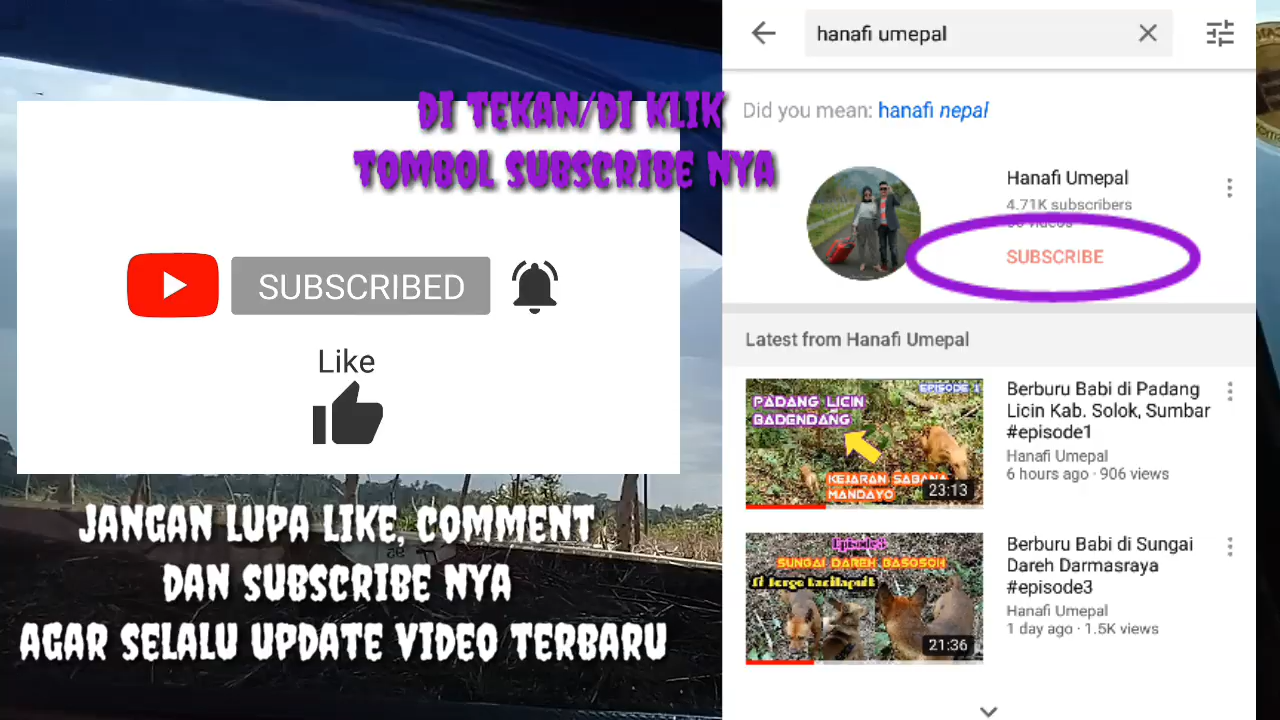 DI TEKAN/DI KLIK
TOMBOL SUBSCRIBE NYA
SUBSCRIBED
Like
JANGAN LUPA LIKE, COMMENT
DAN SUBSCRIBE NYA
AGAR SELALU UPDATE VIDEO TERBARU
hanafi umepal
Did you mean: hanafi nepal
Hanafi Umepal
4.71K subscribers
videos
SUBSCRIBE
Latest from Hanafi Umepal
EPISODE 1
PADANG LICIN
BADENDANG
KEJARAN SABANA
MANDAYO
23:13
Berburu Babi di Padang
Licin Kab. Solok, Sumbar
#episode1
Hanafi Umepal
6 hours ago · 906 views
SUNGAI DAREH BASOSOH
Si Jorgo
21:36
Berburu Babi di Sungai
Dareh Darmasraya
#episode3
Hanafi Umepal
1 day ago · 1.5K views